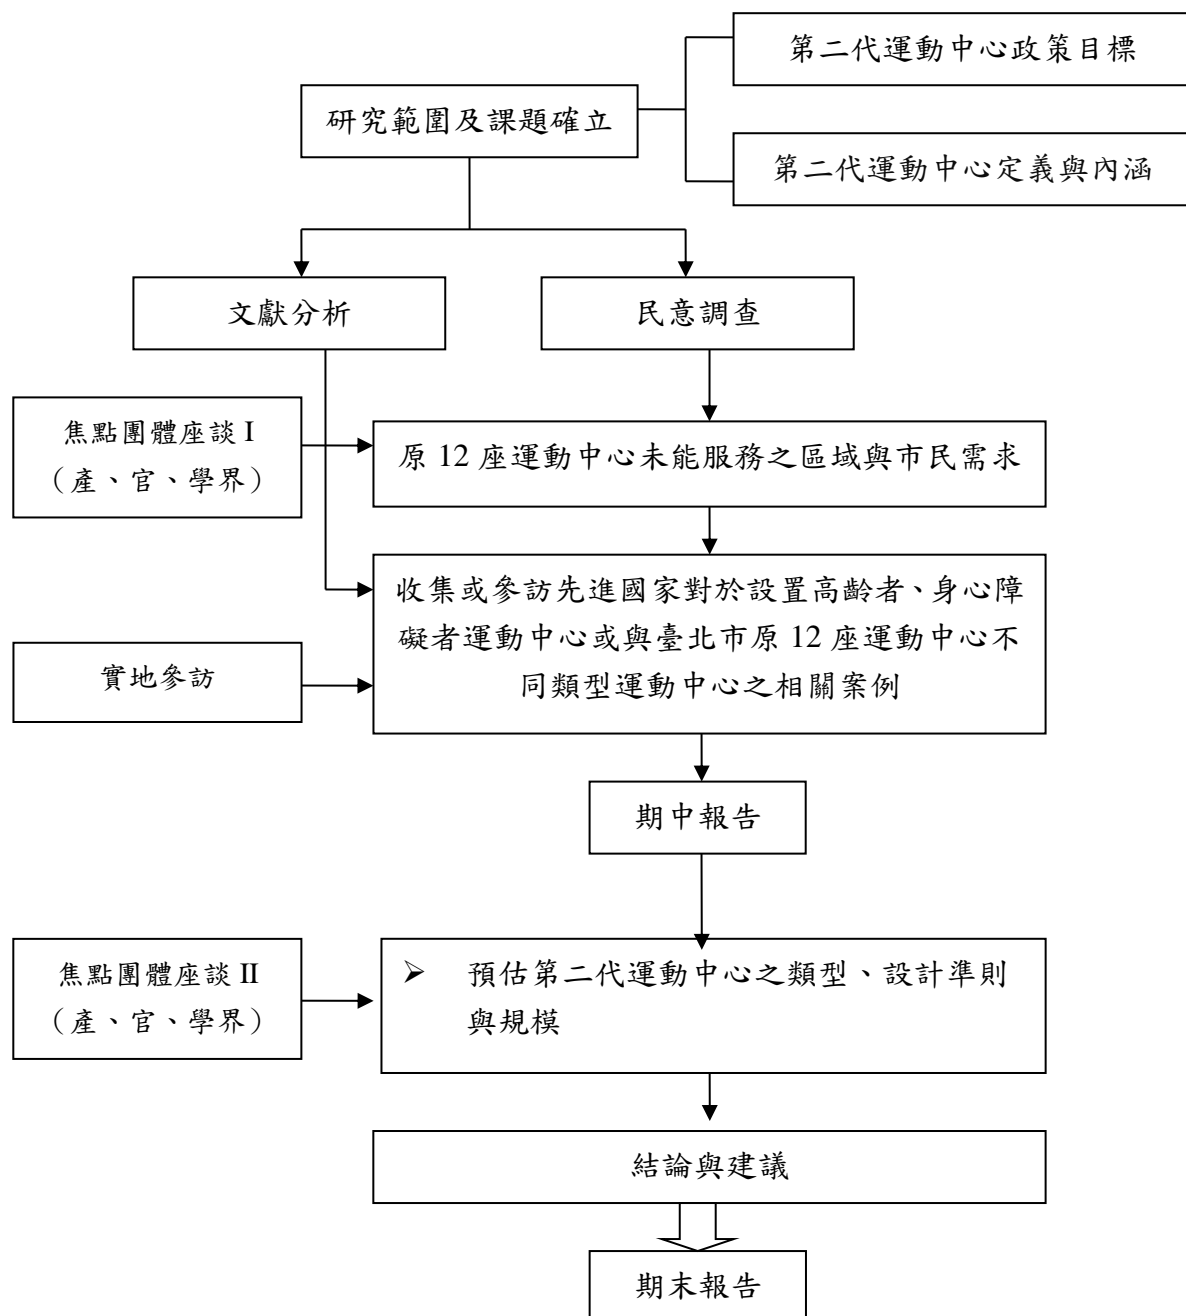 第二代運動中心政策目標
研究範圍及課題確立
第二代運動中心定義與內涵
文獻分析
民意調查
焦點團體座談 I
（產、官、學界）
原 12 座運動中心未能服務之區域與市民需求
收集或參訪先進國家對於設置高齡者、身心障
礙者運動中心或與臺北市原 12 座運動中心不
同類型運動中心之相關案例
實地參訪
期中報告
焦點團體座談 II
（產、官、學界）
➢ 預估第二代運動中心之類型、設計準則
與規模
結論與建議
期末報告